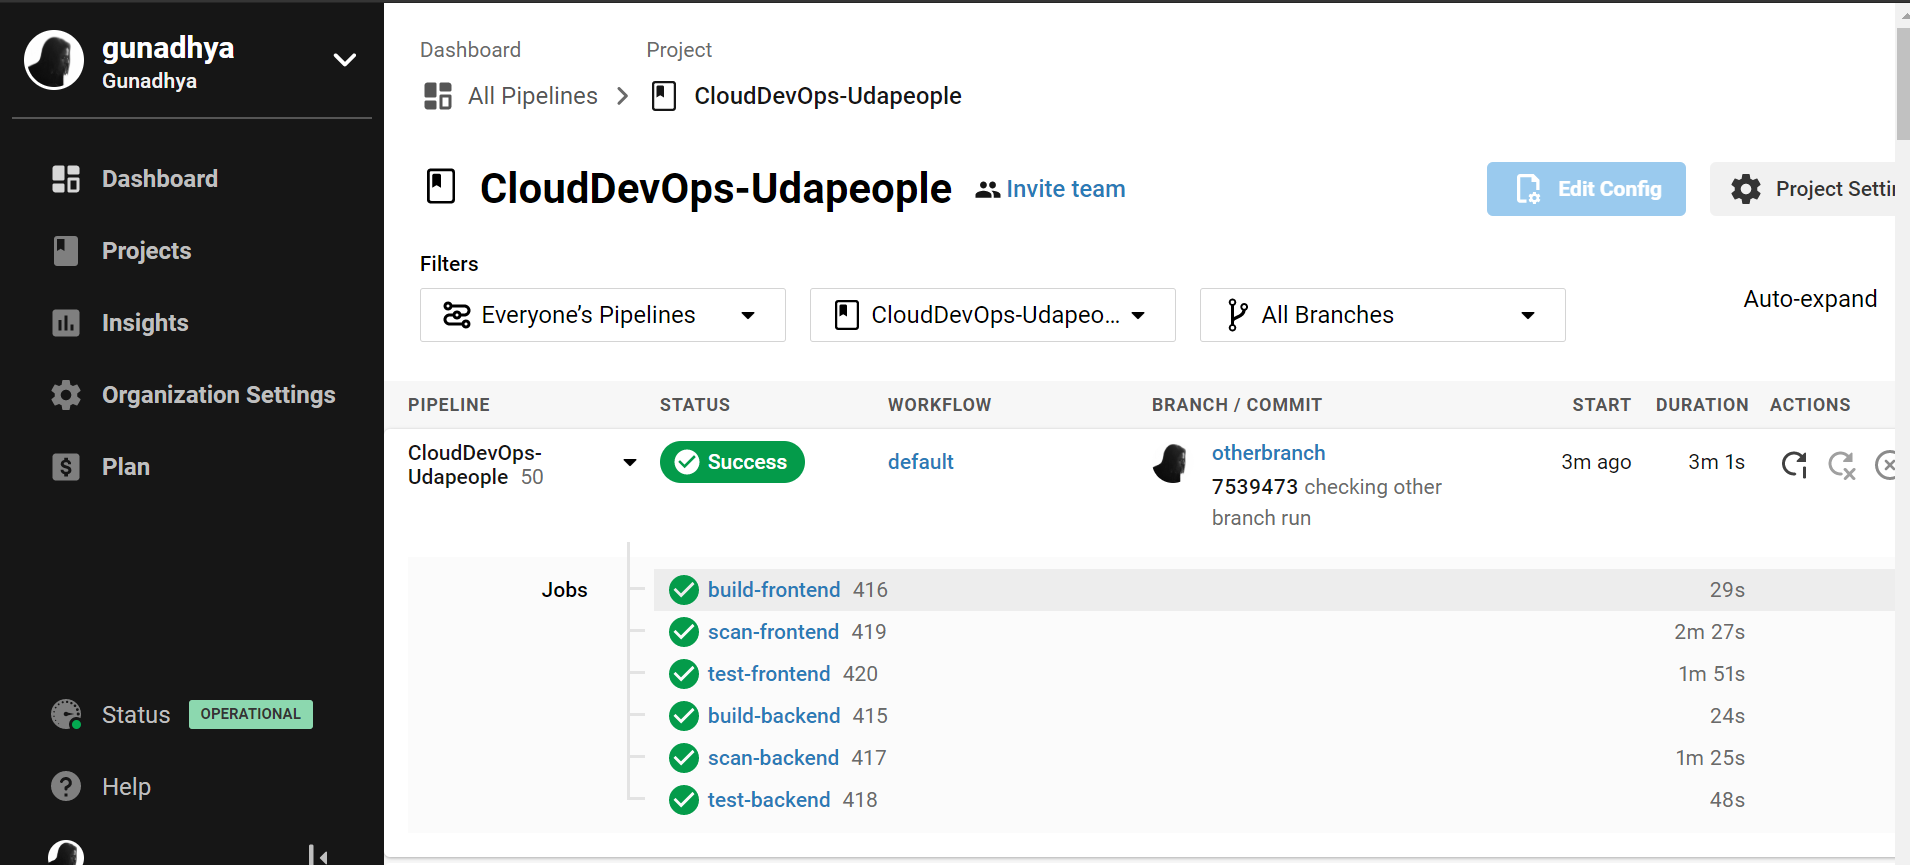 gunadhya
Gunadhya
Dashboard
Projects
Insights
Organization Settings
Plan
Status OPERATIONAL
Help
Dashboard Project
All Pipelines CloudDevOps-Udapeople
CloudDevOps-Udapeople Invite team Edit Config Project Setti
Filters
Everyone’s Pipelines CloudDevOps-Udapeo... All Branches Auto-expand
PIPELINE STATUS WORKFLOW BRANCH / COMMIT START DURATION ACTIONS
CloudDevOps-
Udapeople 50
Success default
otherbranch
7539473 checking other
branch run
3m ago 3m 1s
Jobs
build-frontend 416 29s
scan-frontend 419 2m 27s
test-frontend 420 1m 51s
build-backend 415 24s
scan-backend 417 1m 25s
test-backend 418 48s